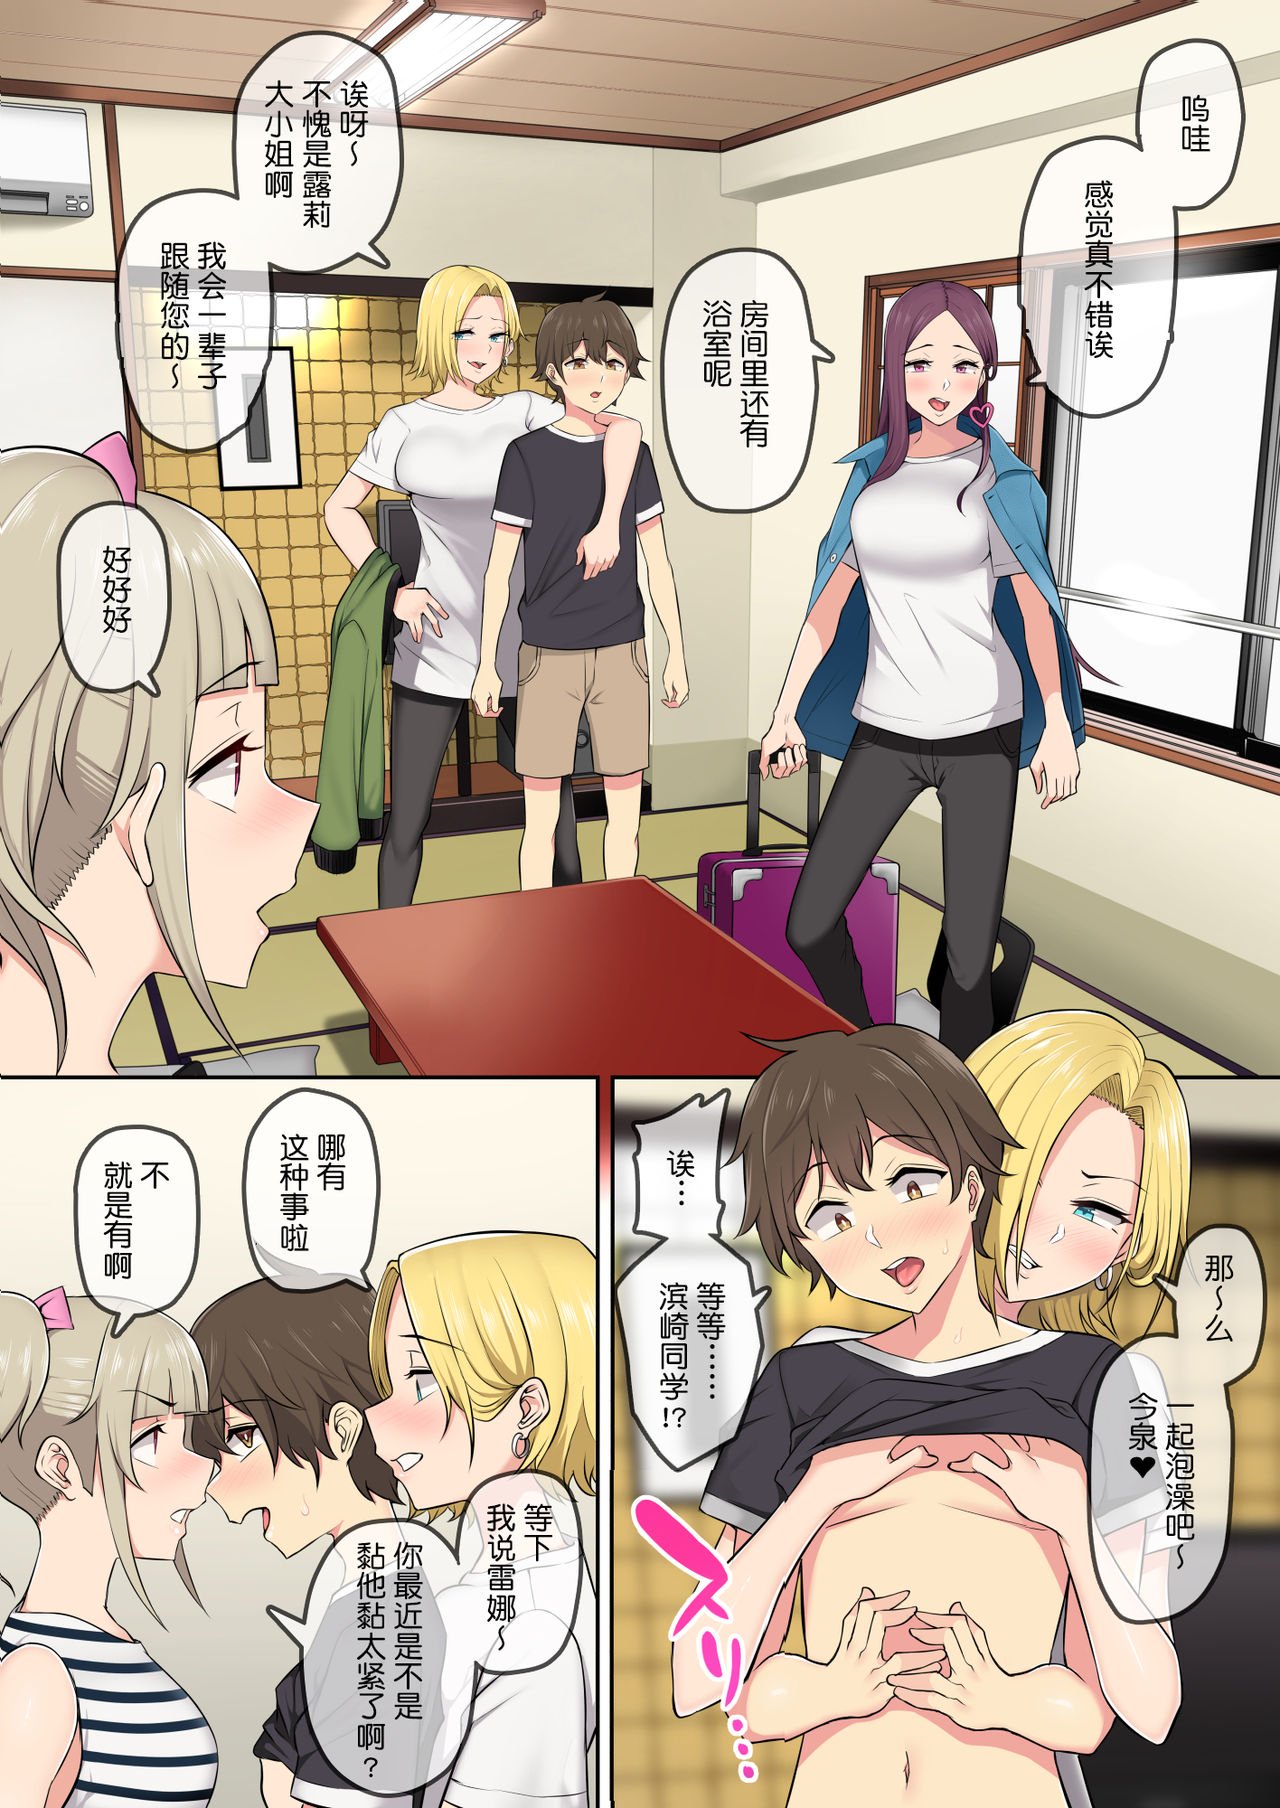 呜哇
感觉真不错诶
房间里还有
浴室呢
诶呀～
不愧是露莉
大小姐啊
我会一辈子
跟随您的～
好好好
那～么
一起泡澡吧～
今泉♥
诶…
等等……
滨崎同学!?
スリ…
等下
我说雷娜～
你最近是不是
黏他黏太紧了啊？
哪有
这种事啦
不
就是有啊